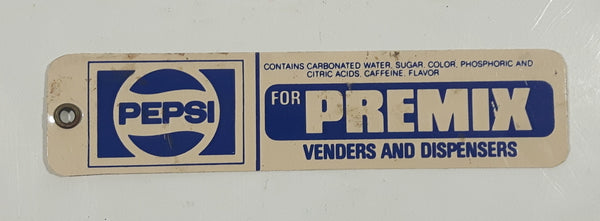 PEPSI
CONTAINS CARBONATED WATER, SUGAR, COLOR, PHOSPHORIC AND
CITRIC ACIDS, CAFFEINE, FLAVOR
FOR PREMIX
VENDERS AND DISPENSERS